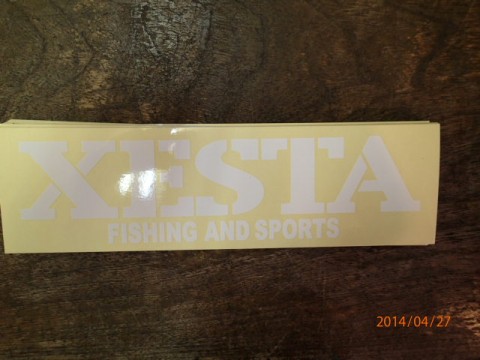 XESTA
FISHING AND SPORTS
2014/04/27